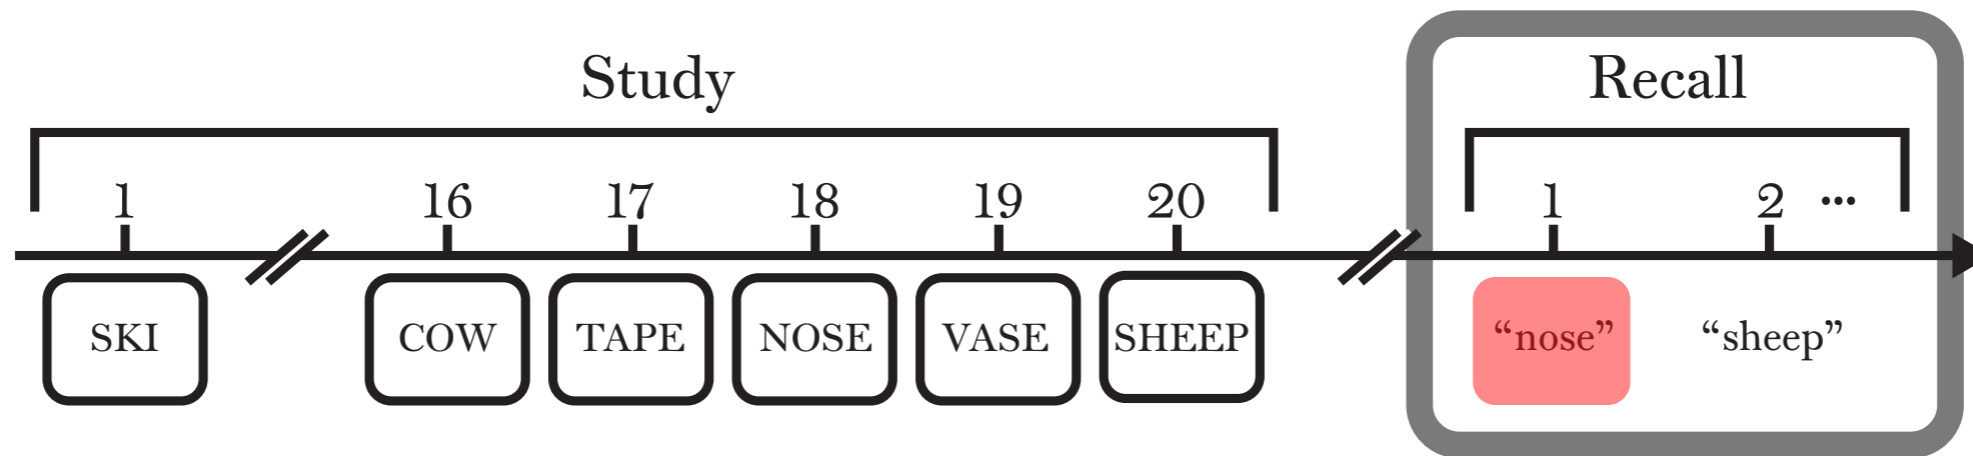 Study
Recall
1 16 17 18 19 20 1 2 ...
SKI COW TAPE NOSE VASE SHEEP “nose” “sheep”